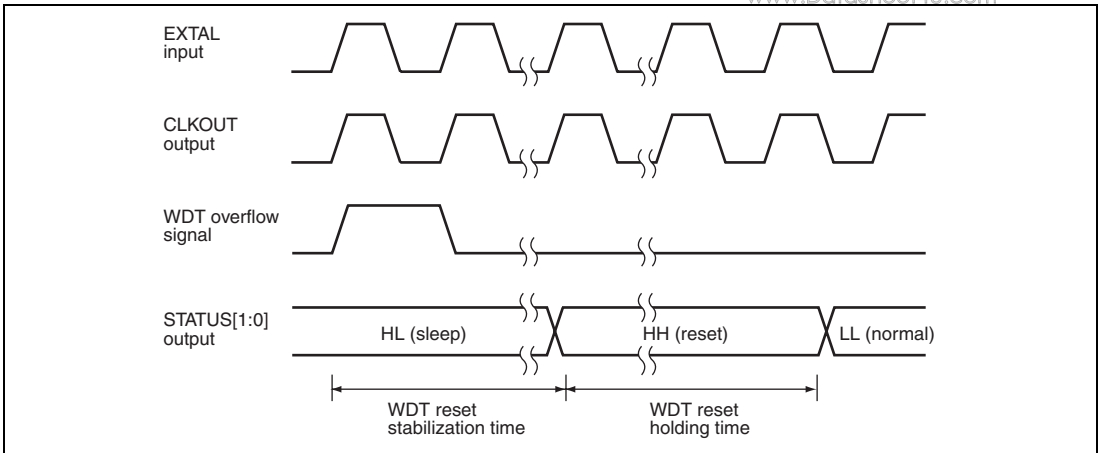 EXTAL
input
CLKOUT
output
WDT overflow
signal
STATUS[1:0]
output
HL (sleep)
HH (reset)
LL (normal)
WDT reset
stabilization time
WDT reset
holding time